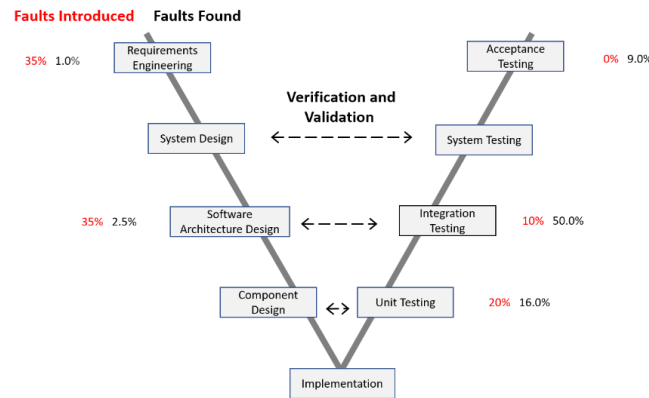 Faults Introduced Faults Found
Requirements
Engineering
35% 1.0%
Acceptance
Testing
0% 9.0%
Verification and
Validation
System Design
System Testing
Software
Architecture Design
35% 2.5%
Integration
Testing
10% 50.0%
Component
Design
Unit Testing
20% 16.0%
Implementation